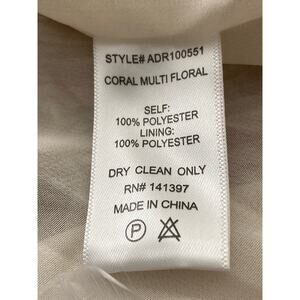 STYLE# ADR100551
CORAL MULTI FLORAL
SELF:
100% POLYESTER
LINING:
100% POLYESTER
DRY CLEAN ONLY
RN# 141397
MADE IN CHINA
P